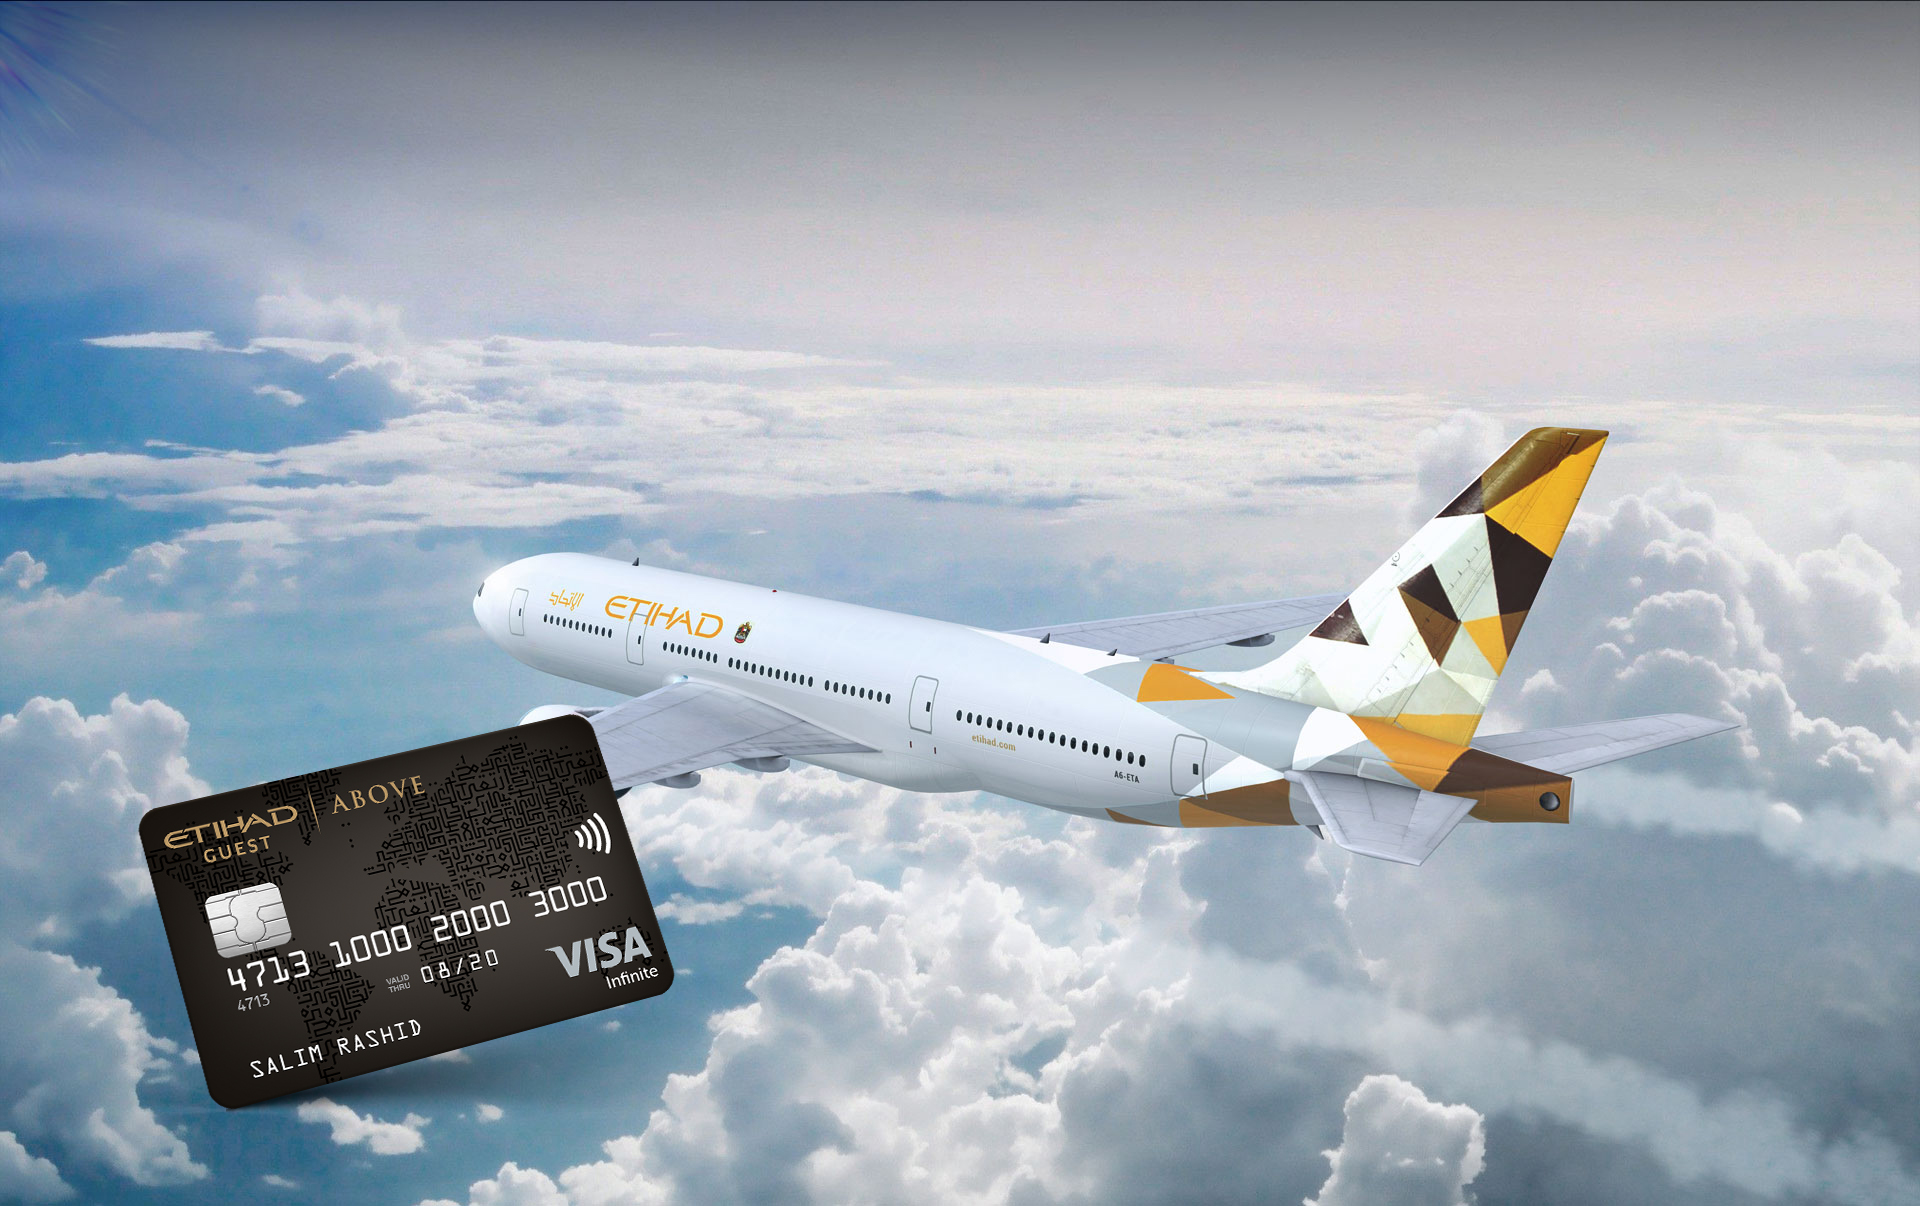 الإتحاد
ETIHAD
etihad.com
A6-ETA
ETIHAD
GUEST
ABOVE
4713 1000 2000 3000
4713
VALID
THRU
08/20
VISA
Infinite
SALIM RASHID